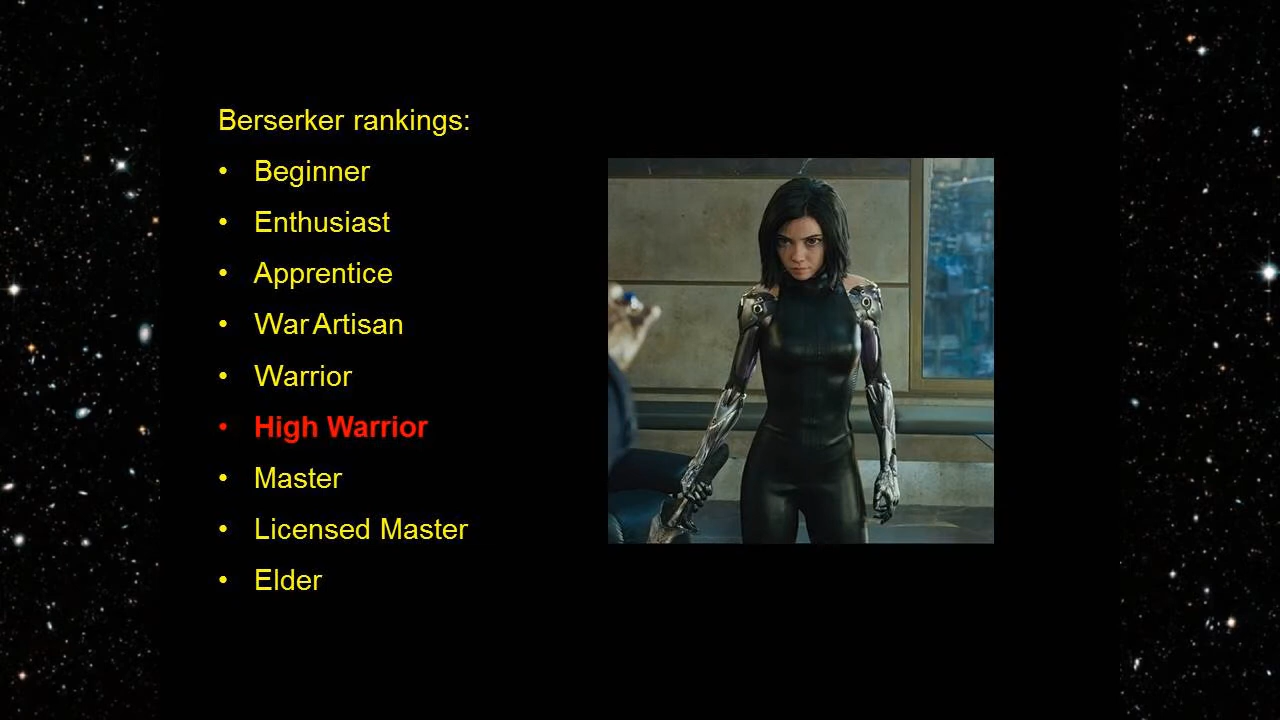 Berserker rankings:
• Beginner
• Enthusiast
• Apprentice
• War Artisan
• Warrior
• High Warrior
• Master
• Licensed Master
• Elder